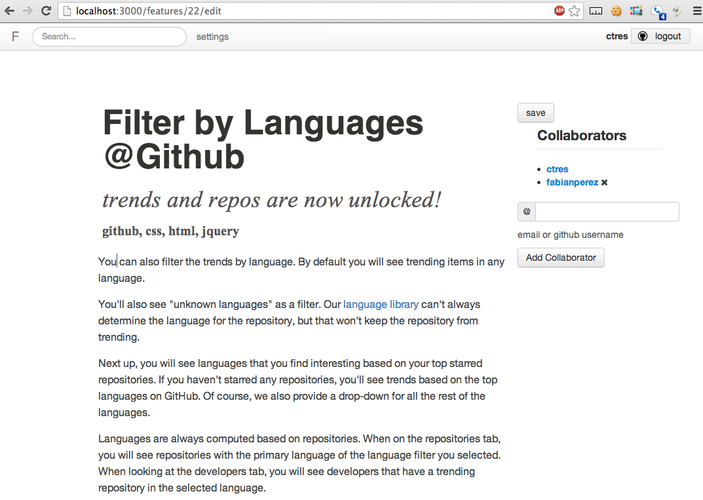 localhost:3000/features/22/edit
ABP
4
F
Search...
settings
ctres
logout
Filter by Languages
@Github
trends and repos are now unlocked!
github, css, html, jquery
You can also filter the trends by language. By default you will see trending items in any
language.
You'll also see "unknown languages" as a filter. Our language library can't always
determine the language for the repository, but that won't keep the repository from
trending.
Next up, you will see languages that you find interesting based on your top starred
repositories. If you haven't starred any repositories, you'll see trends based on the top
languages on GitHub. Of course, we also provide a drop-down for all the rest of the
languages.
Languages are always computed based on repositories. When on the repositories tab,
you will see repositories with the primary language of the language filter you selected.
When looking at the developers tab, you will see developers that have a trending
repository in the selected language.
save
Collaborators
ctres
fabianperez ✖
@
email or github username
Add Collaborator